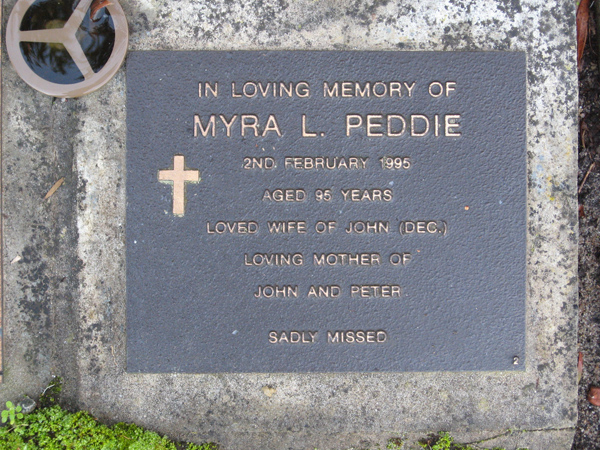 IN LOVING MEMORY OF
MYRA L. PEDDIE
2ND FEBRUARY 1995
AGED 95 YEARS
LOVED WIFE OF JOHN (DEC.)
LOVING MOTHER OF
JOHN AND PETER
SADLY MISSED
2